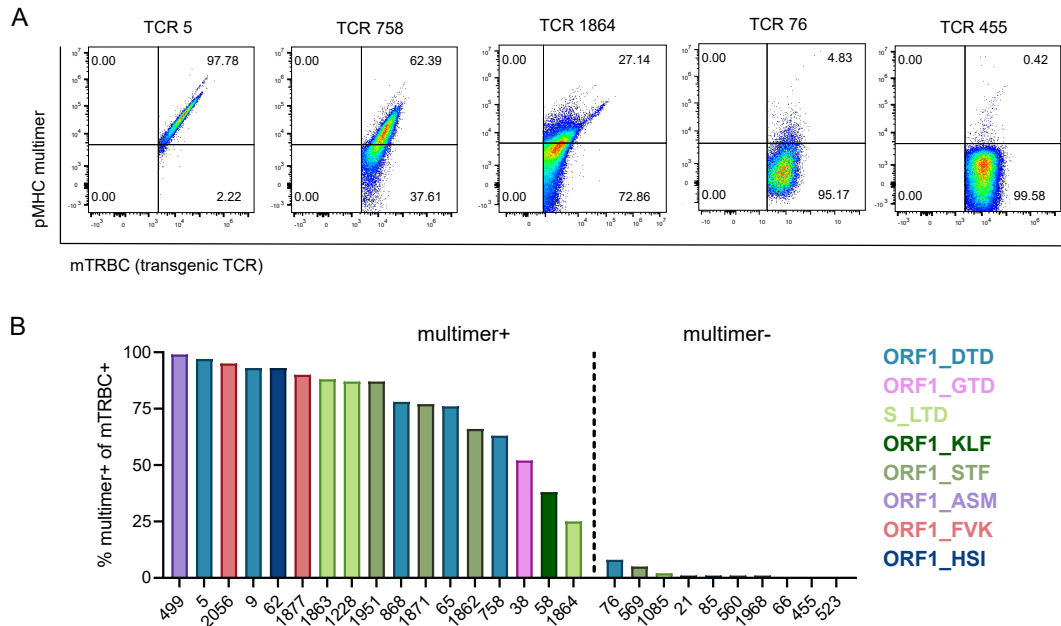 A
TCR 5
TCR 758
TCR 1864
TCR 76
TCR 455
pMHC multimer
0.00 97.78
0.00 2.22
0.00 62.39
0.00 37.61
0.00 27.14
0.00 72.86
0.00 4.83
0.00 95.17
0.00 0.42
0.00 99.58
mTRBC (transgenic TCR)
B
multimer+
multimer-
% multimer+ of mTRBC+
100
75
50
25
0
499 5 2056 9 62 1877 1863 1228 1951 868 1871 65 1862 758 38 58 1864 76 569 1085 21 85 560 1968 66 455 523
ORF1_DTD
ORF1_GTD
S_LTD
ORF1_KLF
ORF1_STF
ORF1_ASM
ORF1_FVK
ORF1_HSI